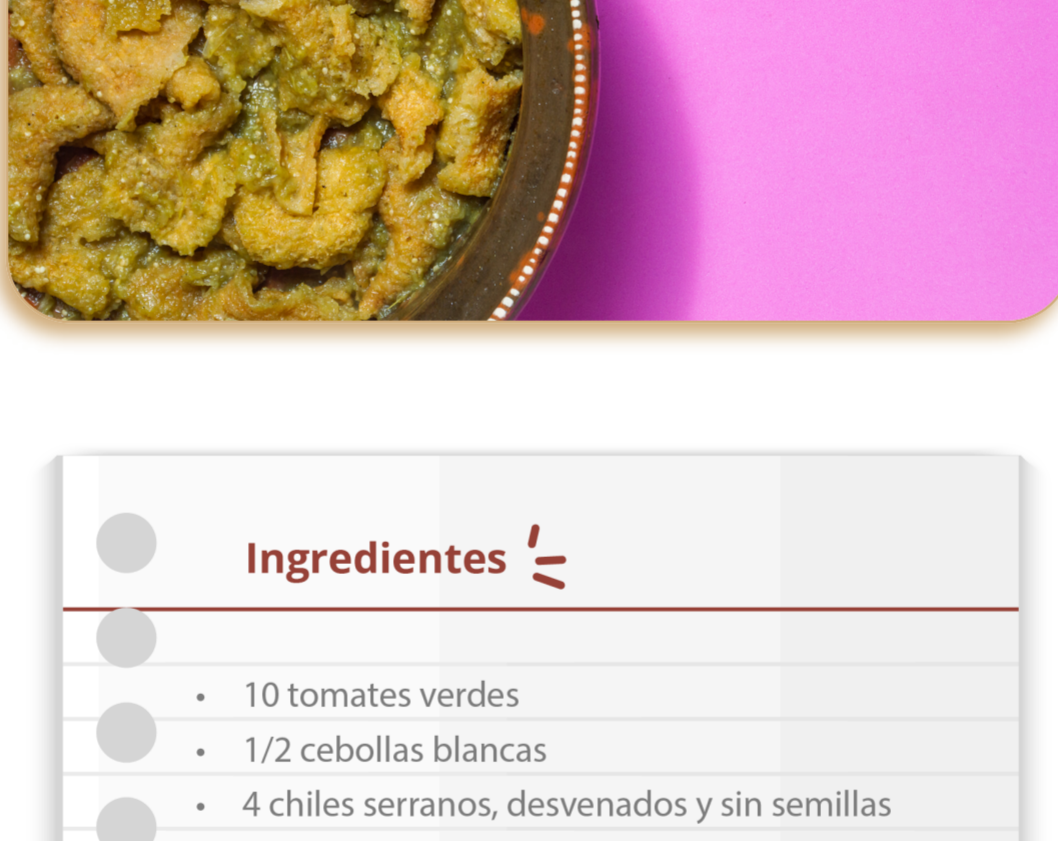 Ingredientes
• 10 tomates verdes
• 1/2 cebollas blancas
• 4 chiles serranos, desvenados y sin semillas